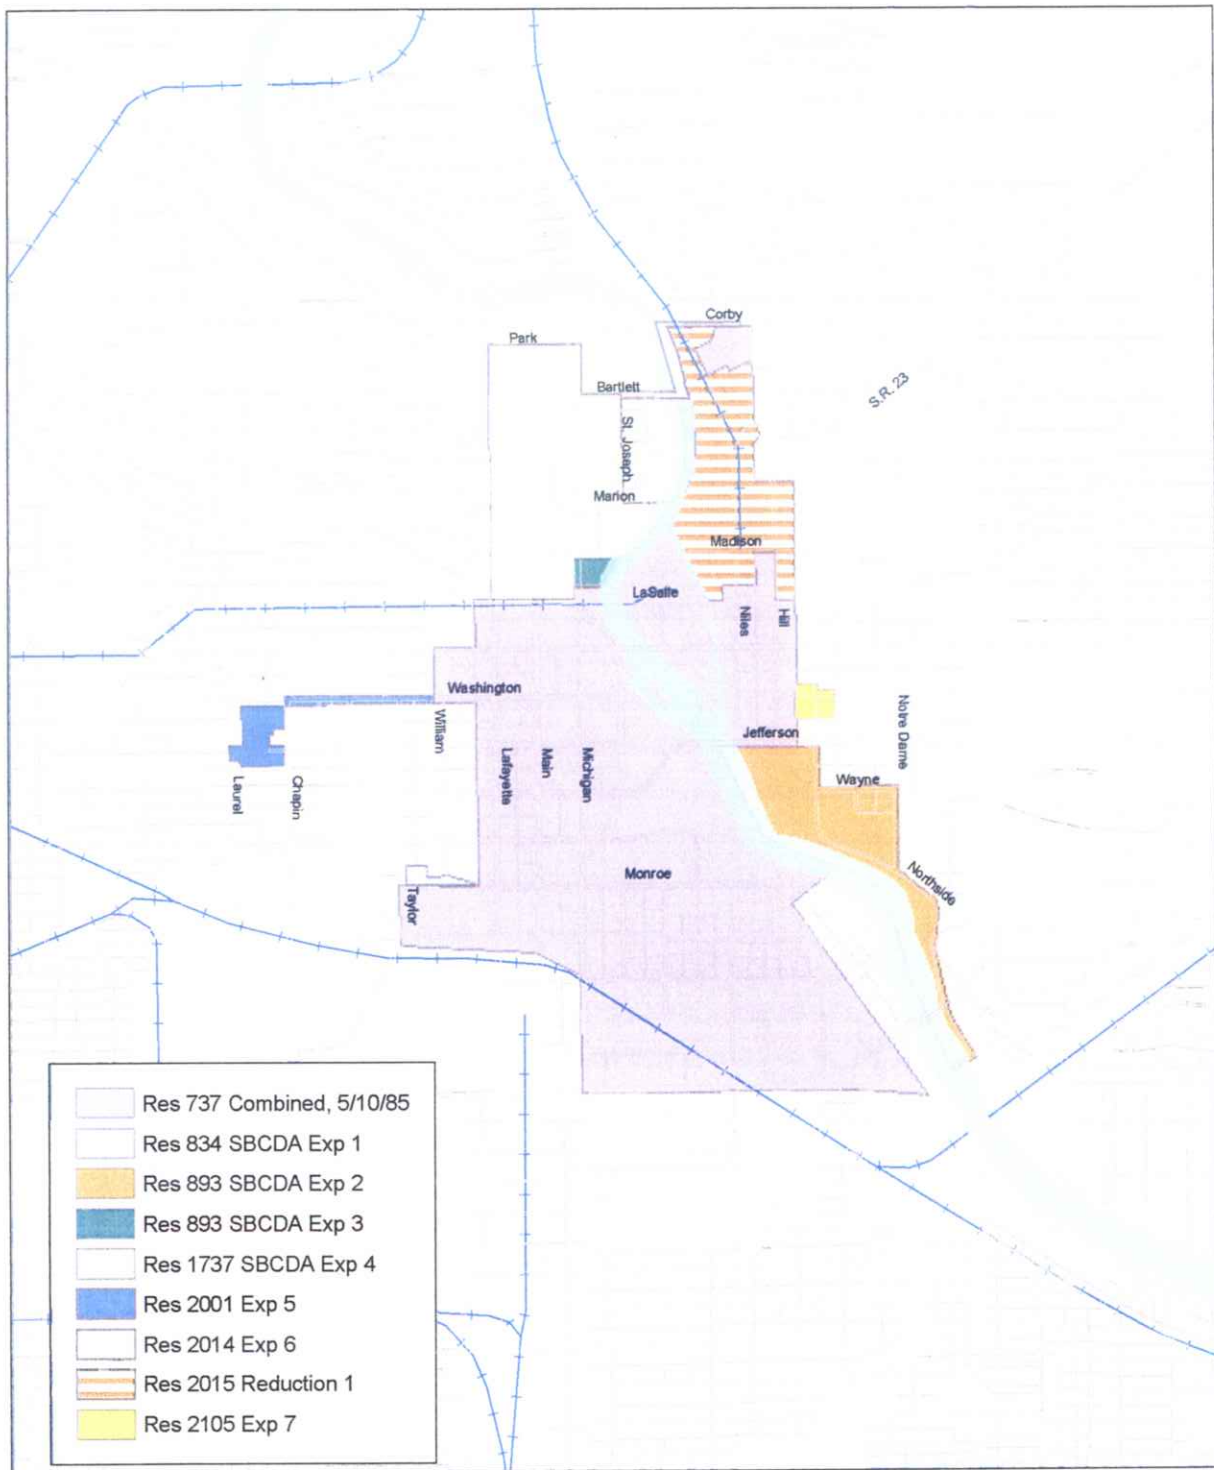 Corby
Park
S.R. 23
Bartlett
St. Joseph
Marion
Madison
LaSalle
Niles
Hill
Washington
William
Jefferson
Notre Dame
Lafayette
Main
Michigan
Wayne
Laurel
Chapin
Monroe
Northside
Taylor
Res 737 Combined, 5/10/85
Res 834 SBCDA Exp 1
Res 893 SBCDA Exp 2
Res 893 SBCDA Exp 3
Res 1737 SBCDA Exp 4
Res 2001 Exp 5
Res 2014 Exp 6
Res 2015 Reduction 1
Res 2105 Exp 7